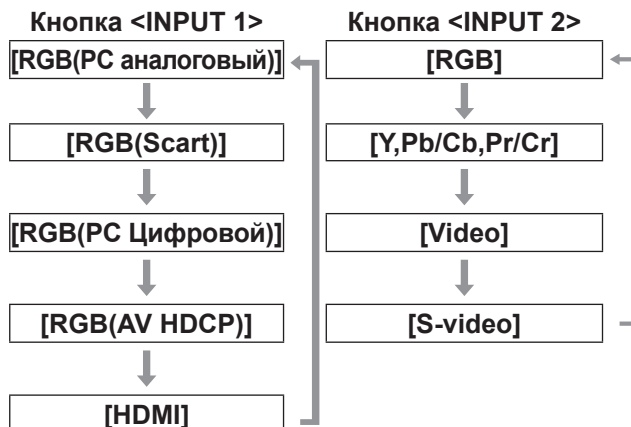 Кнопка <INPUT 1>
[RGB(PC аналоговый)]
[RGB(Scart)]
[RGB(PC Цифровой)]
[RGB(AV HDCP)]
[HDMI]
Кнопка <INPUT 2>
[RGB]
[Y,Pb/Cb,Pr/Cr]
[Video]
[S-video]